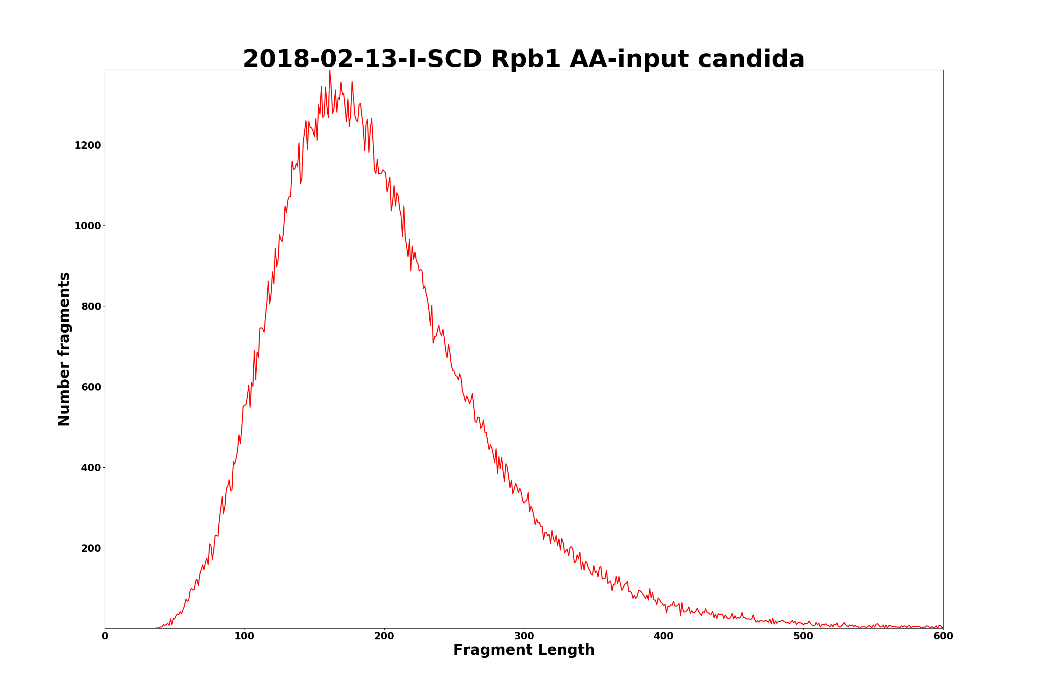 2018-02-13-I-SCD Rpb1 AA-input candida
1200
1000
800
600
400
200
Number fragments
0 100 200 300 400 500 600
Fragment Length